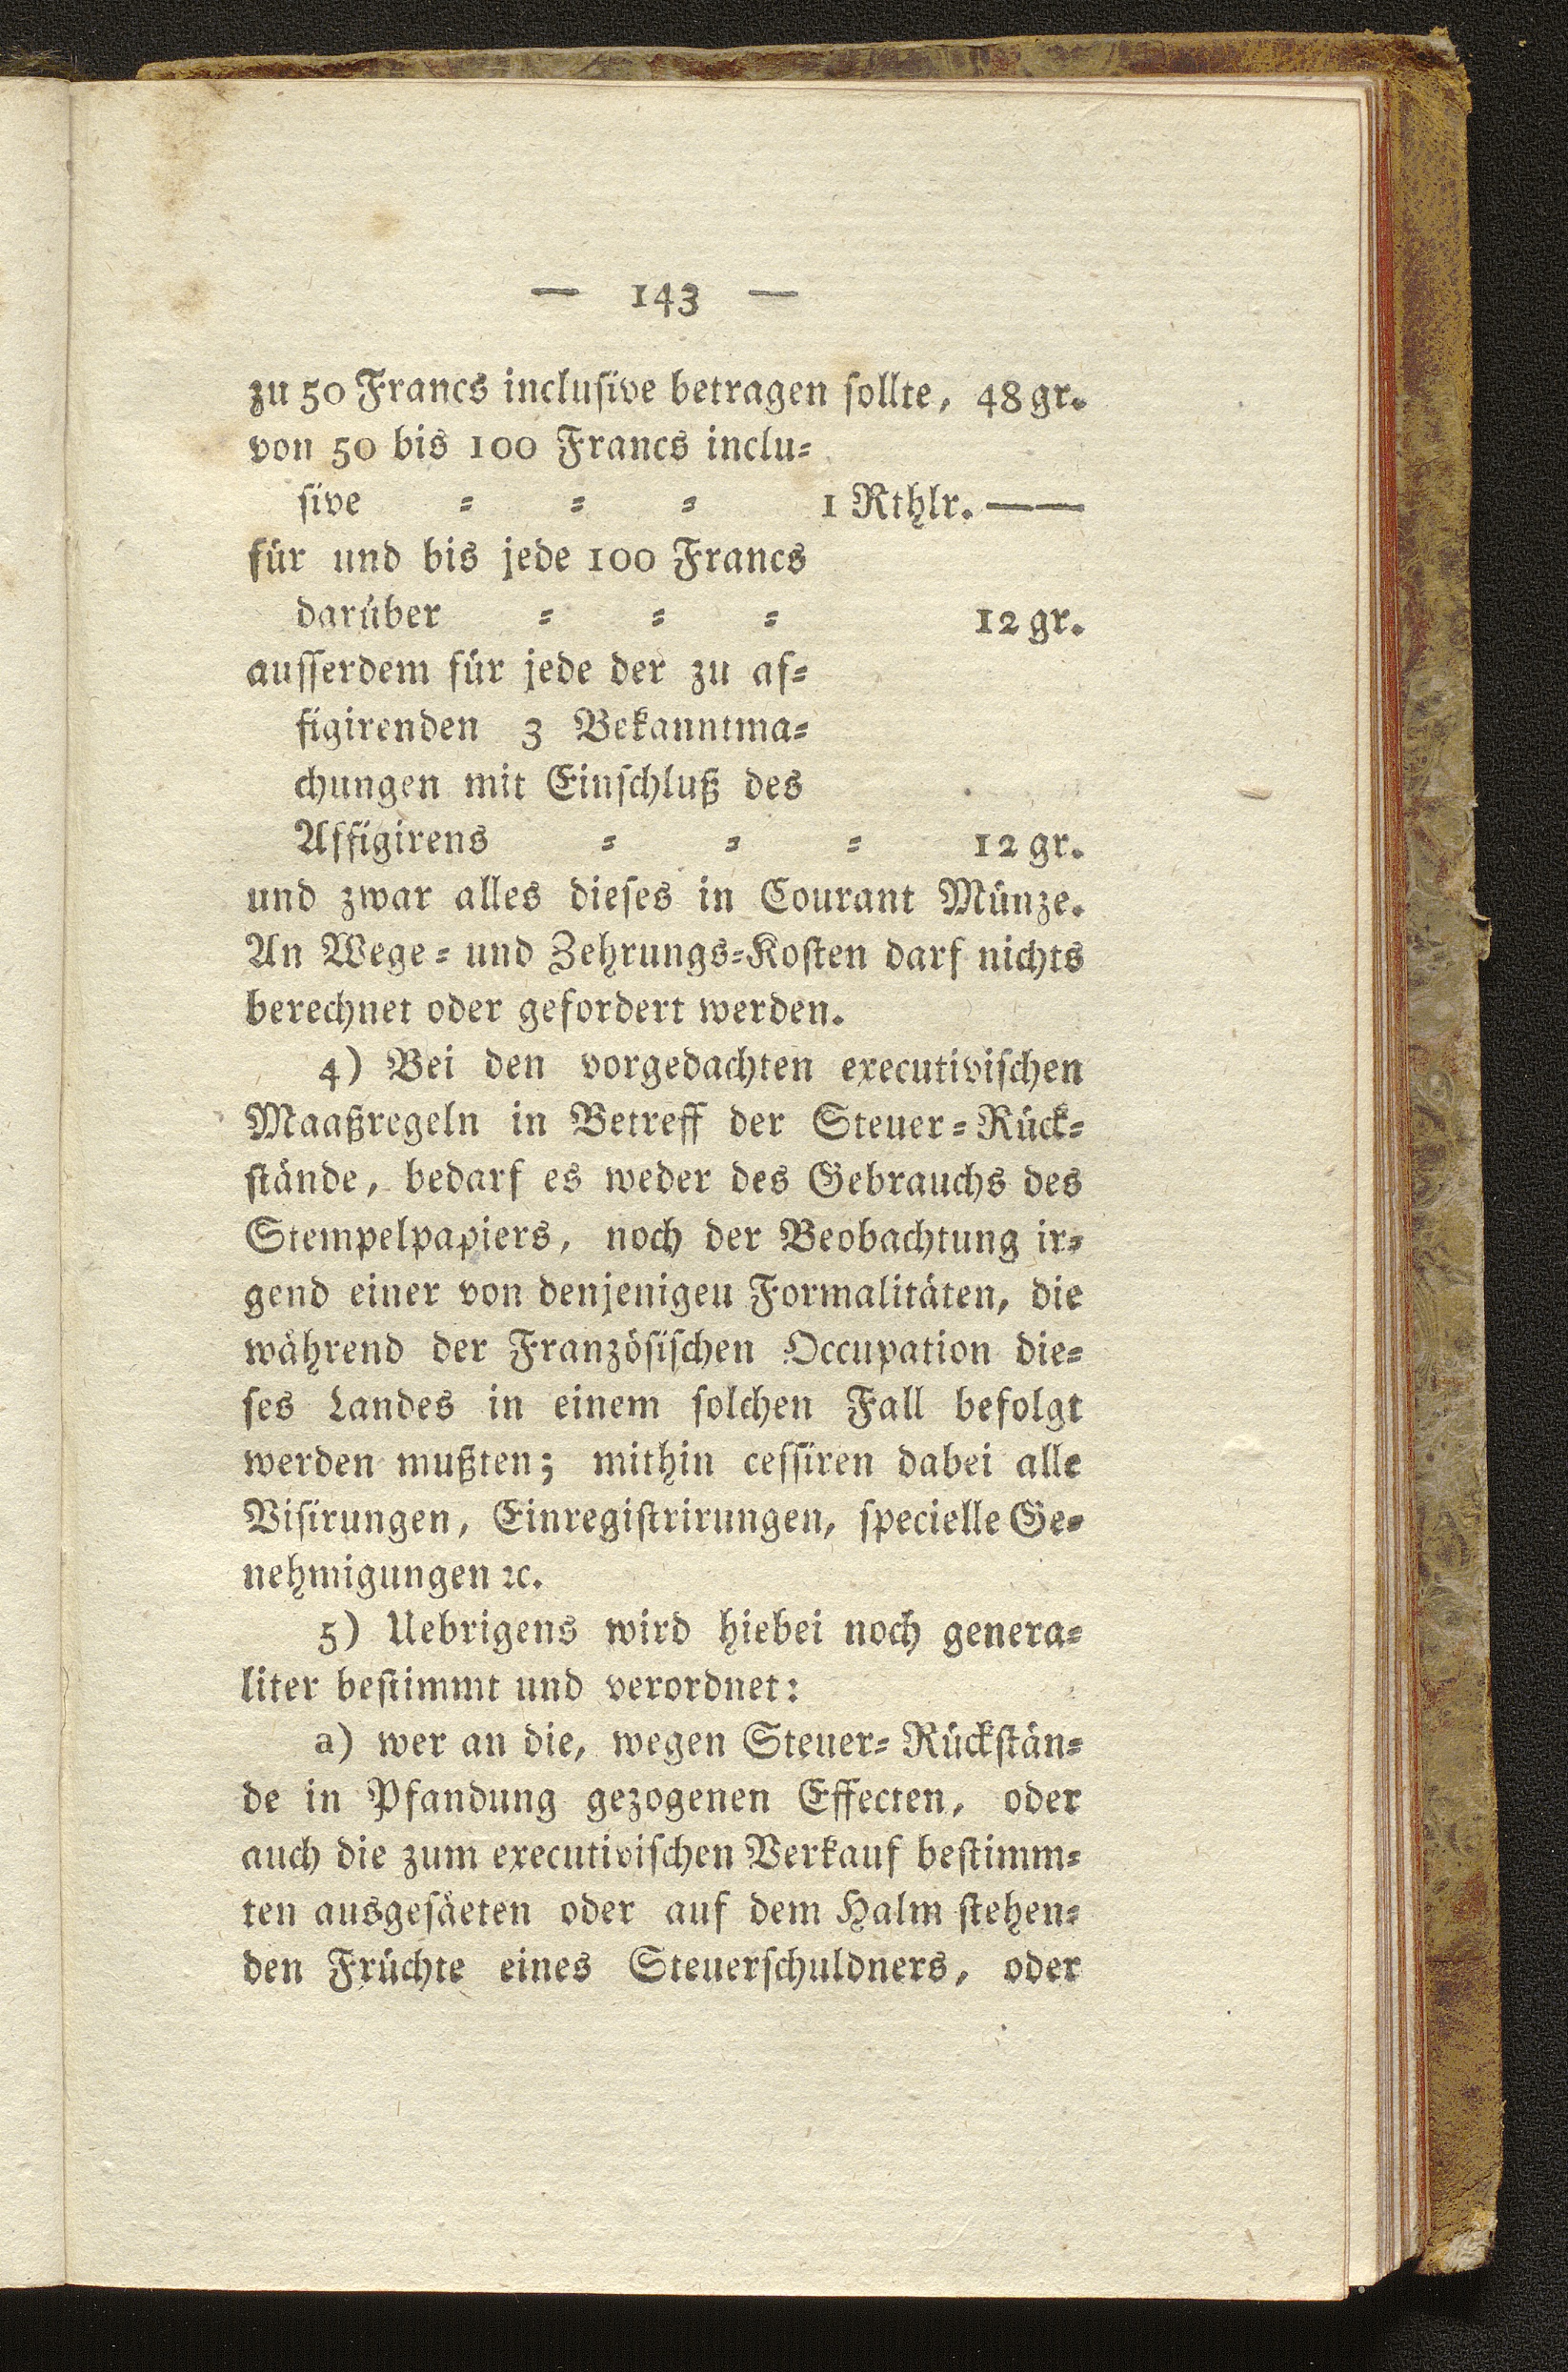 — 143 —
zu 50 Francs incluſive betragen ſollte, 48 gr.
von 50 bis 100 Francs inclu⸗
ſive ⸗ ⸗ ⸗ 1 Rthlr. — —
für und bis jede 100 Francs
darüber ⸗ ⸗ ⸗ 12 gr.
auſſerdem für jede der zu af⸗
figirenden 3 Bekanntma⸗
chungen mit Einſchluß des
Affigirens ⸗ ⸗ ⸗ 12 gr.
und zwar alles dieſes in Courant Münze.
An Wege⸗ und Zehrungs⸗Koſten darf nichts
berechnet oder gefordert werden.
4) Bei den vorgedachten executiviſchen
Maaßregeln in Betreff der Steuer⸗Rück⸗
ſtände, bedarf es weder des Gebrauchs des
Stempelpapiers, noch der Beobachtung ir⸗
gend einer von denjenigeu Formalitäten, die
während der Franzöſiſchen Occupation die⸗
ſes Landes in einem ſolchen Fall befolgt
werden mußten; mithin ceſſiren dabei alle
Viſirungen, Einregiſtrirungen, ſpecielle Ge⸗
nehmigungen ꝛc.
5) Uebrigens wird hiebei noch genera⸗
liter beſtimmt und verordnet:
a) wer an die, wegen Steuer⸗Rückſtän⸗
de in Pfandung gezogenen Effecten, oder
auch die zum executiviſchen Verkauf beſtimm⸗
ten ausgeſäeten oder auf dem Halm ſtehen⸗
den Früchte eines Steuerſchuldners, oder